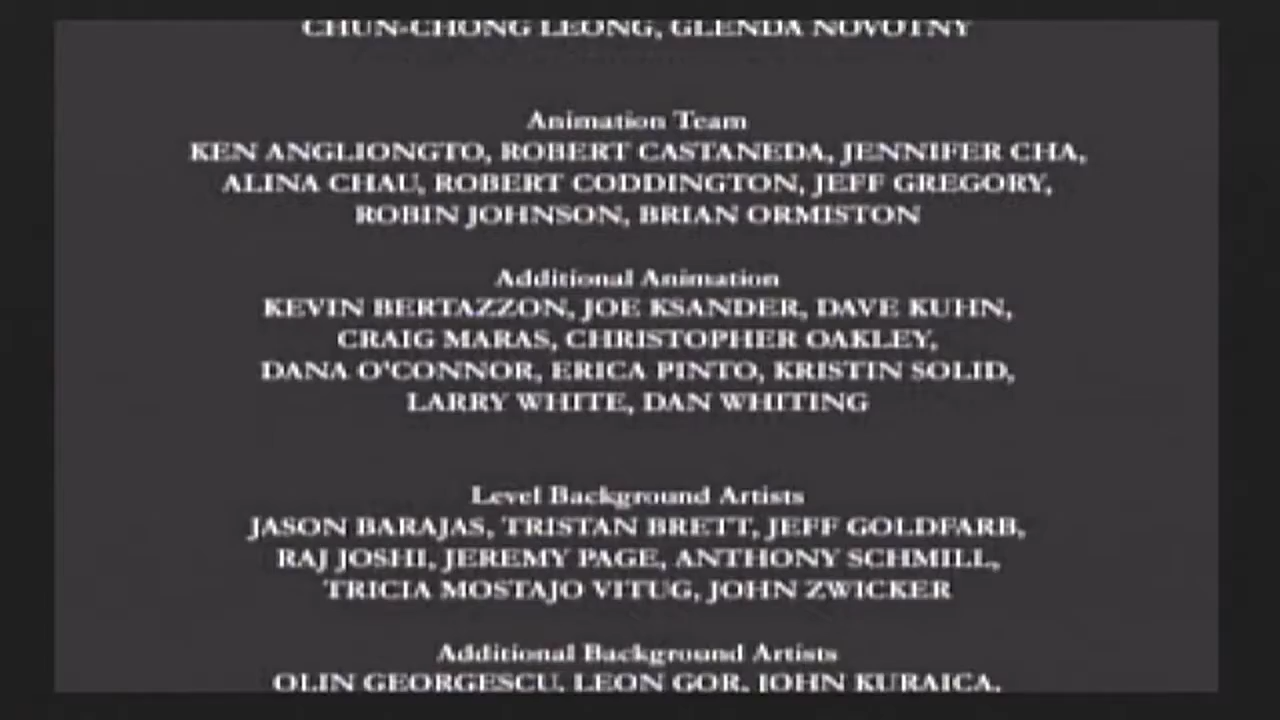 CHUN-CHONG LEONG, GLENDA NOVOTNY
Animation Team
KEN ANGLIONGTO, ROBERT CASTANEDA, JENNIFER CHA,
ALINA CHAU, ROBERT CODDINGTON, JEFF GREGORY,
ROBIN JOHNSON, BRIAN ORMISTON
Additional Animation
KEVIN BERTAZZON, JOE KSANDER, DAVE KUHN,
CRAIG MARAS, CHRISTOPHER OAKLEY,
DANA O'CONNOR, ERICA PINTO, KRISTIN SOLID,
LARRY WHITE, DAN WHITING
Level Background Artists
JASON BARAJAS, TRISTAN BRETT, JEFF GOLDFARB,
RAJ JOSHI, JEREMY PAGE, ANTHONY SCHMILL,
TRICIA MOSTAJO VITUG, JOHN ZWICKER
Additional Background Artists
OLIN GEORGESCU, LEON GOR, JOHN KURAICA,